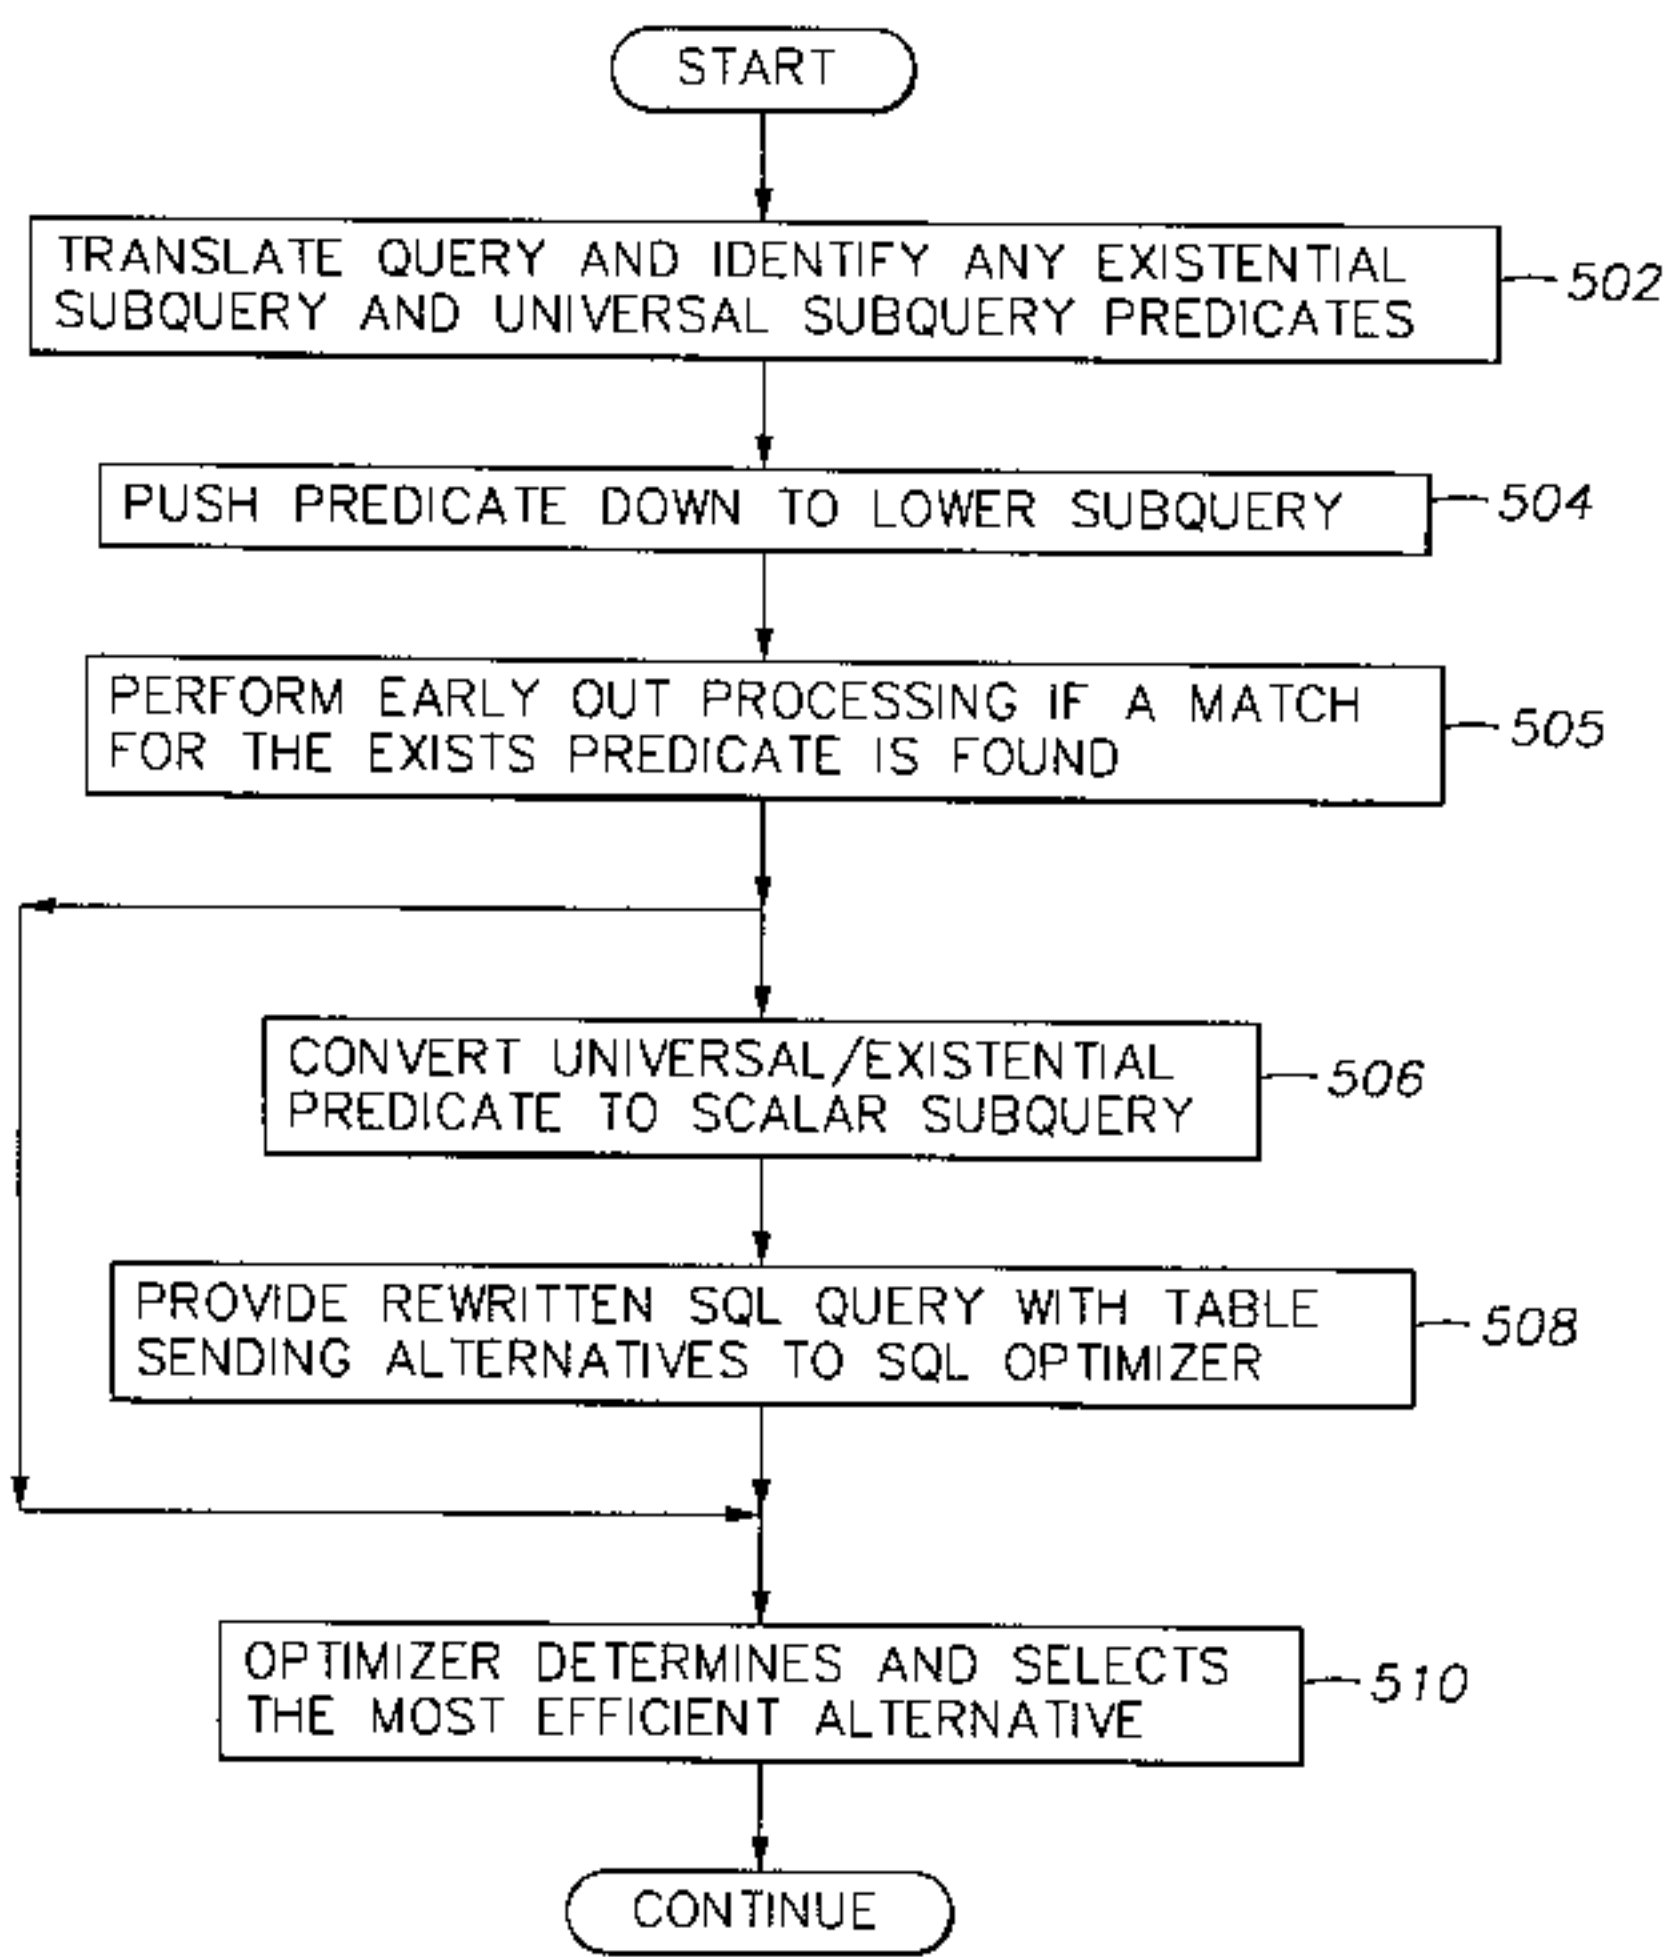 START
TRANSLATE QUERY AND IDENTIFY ANY EXISTENTIAL
SUBQUERY AND UNIVERSAL SUBQUERY PREDICATES
502
PUSH PREDICATE DOWN TO LOWER SUBQUERY
504
PERFORM EARLY OUT PROCESSING IF A MATCH
FOR THE EXISTS PREDICATE IS FOUND
505
CONVERT UNIVERSAL/EXISTENTIAL
PREDICATE TO SCALAR SUBQUERY
506
PROVIDE REWRITTEN SQL QUERY WITH TABLE
SENDING ALTERNATIVES TO SQL OPTIMIZER
508
OPTIMIZER DETERMINES AND SELECTS
THE MOST EFFICIENT ALTERNATIVE
510
CONTINUE